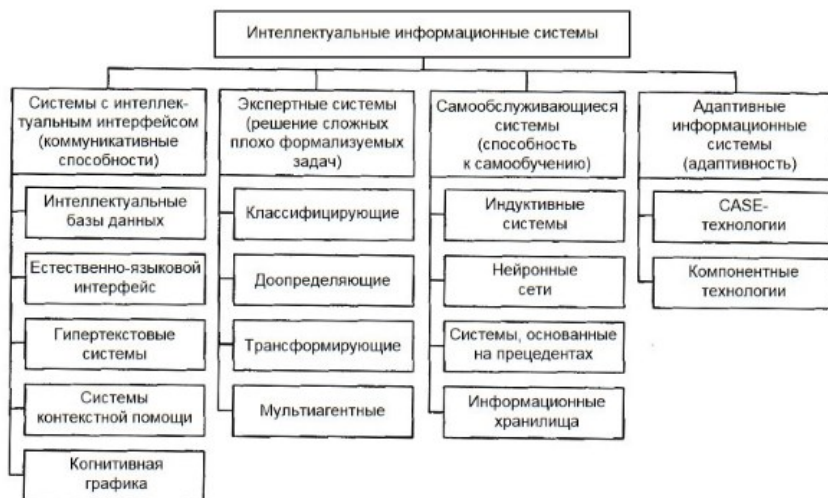 Интеллектуальные информационные системы
Системы с интеллек-
туальным интерфейсом
(коммуникативные
способности)
Интеллектуальные
базы данных
Естественно-языковой
интерфейс
Гипертекстовые
системы
Системы
контекстной помощи
Когнитивная
графика
Экспертные системы
(решение сложных
плохо формализуемых
задач)
Классифицирующие
Доопределяющие
Трансформирующие
Мультиагентные
Самообслуживающиеся
системы
(способность
к самообучению)
Индуктивные
системы
Нейронные
сети
Системы, основанные
на прецедентах
Информационные
хранилища
Адаптивные
информационные
системы
(адаптивность)
CASE-
технологии
Компонентные
технологии